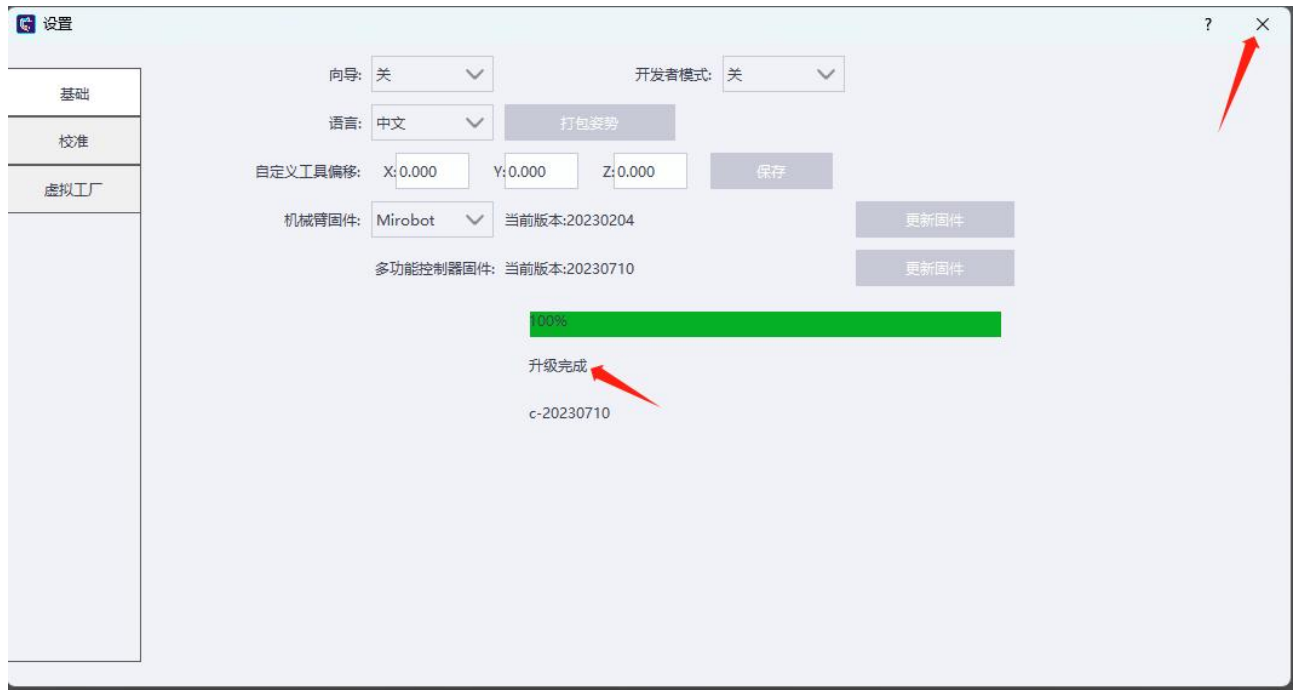 设置 ?
基础
校准
虚拟工厂
向导: 关 开发者模式: 关
语言: 中文 打包姿势
自定义工具偏移: X: 0.000 Y: 0.000 Z: 0.000 保存
机械臂固件: Mirobot 当前版本:20230204 更新固件
多功能控制器固件: 当前版本:20230710 更新固件
100%
升级完成
c-20230710